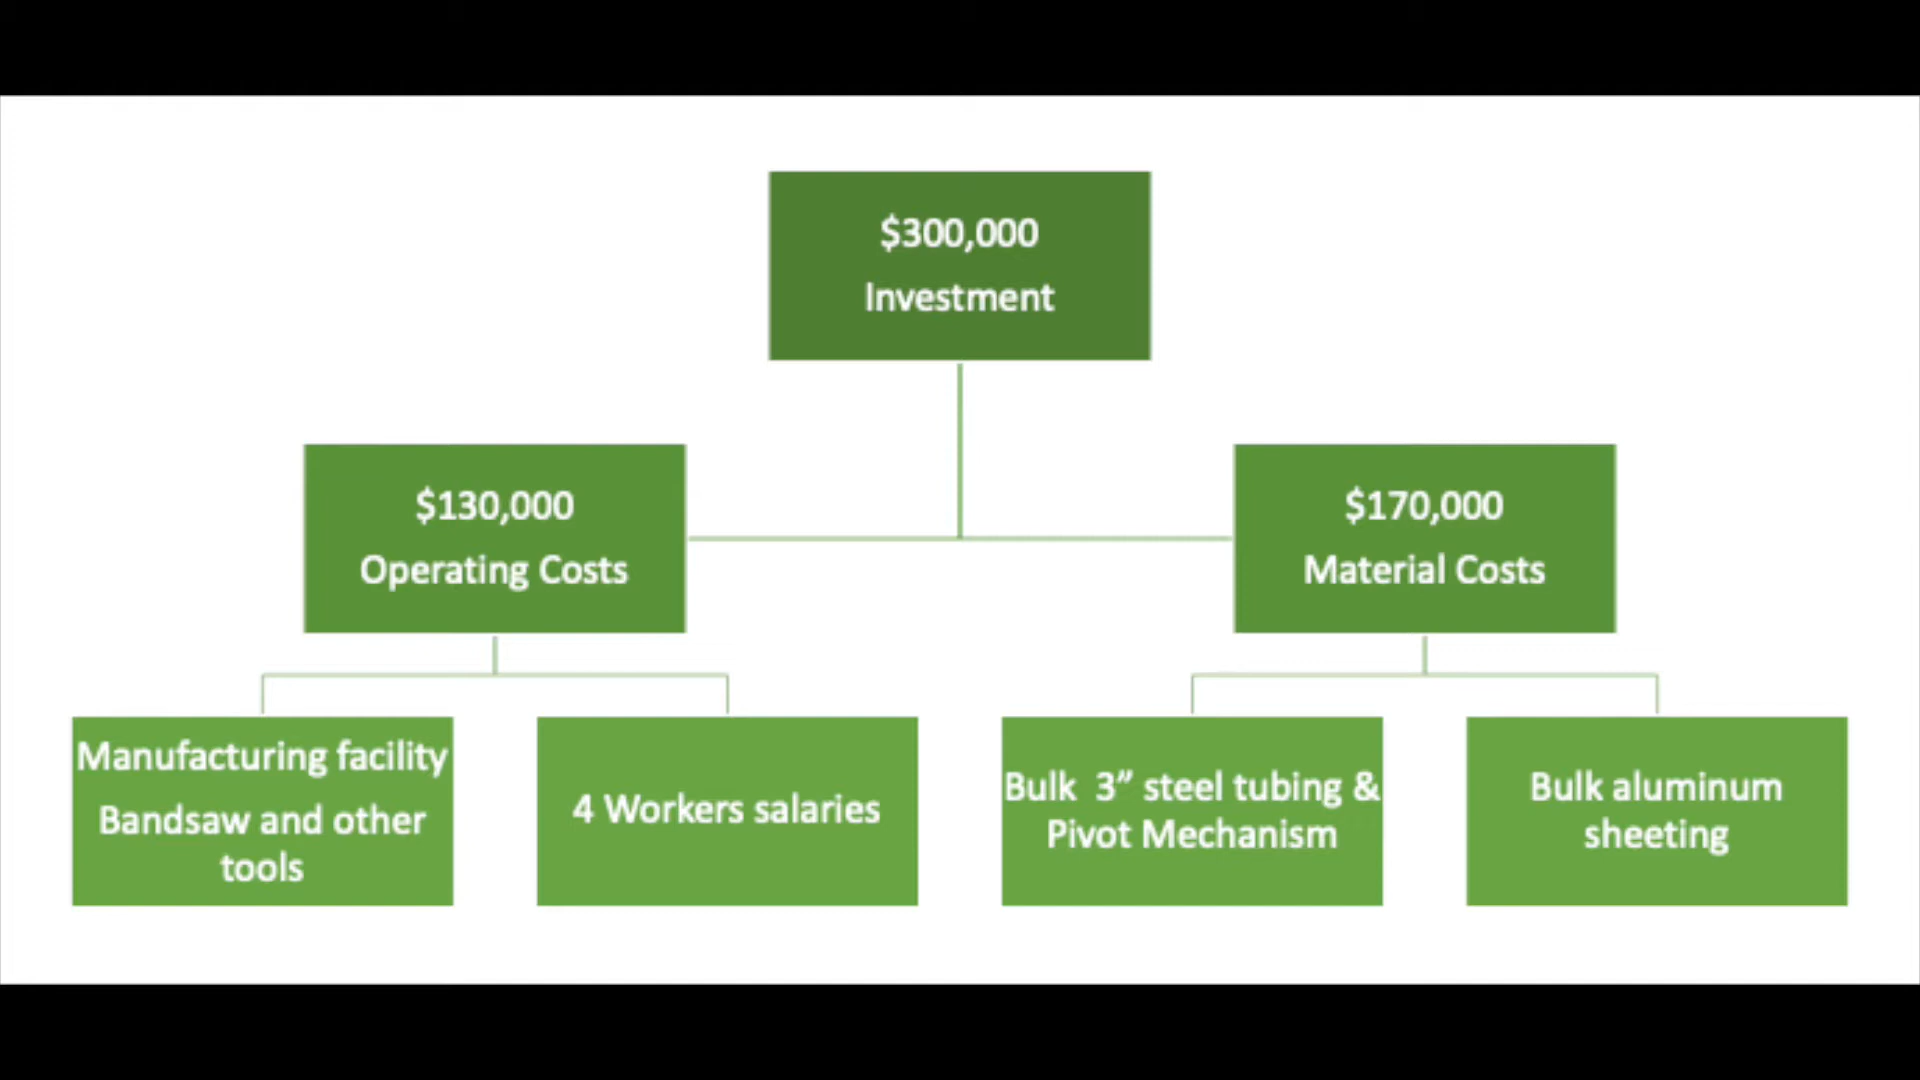 $300,000
Investment
$130,000
Operating Costs
$170,000
Material Costs
Manufacturing facility
Bandsaw and other
tools
4 Workers salaries
Bulk  3” steel tubing &
Pivot Mechanism
Bulk aluminum
sheeting